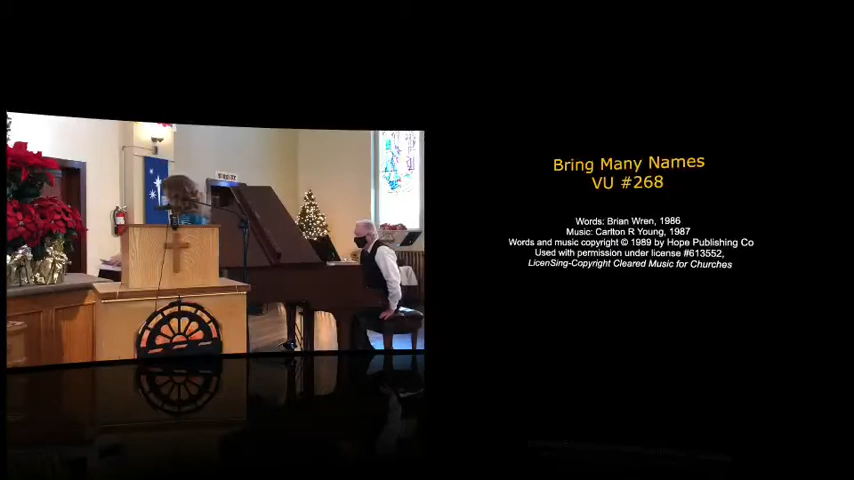 Bring Many Names
VU #268
Words: Brian Wren, 1986
Music: Carlton R Young, 1987
Words and music copyright © 1989 by Hope Publishing Co
Used with permission under license #613552,
LicenSing-Copyright Cleared Music for Churches